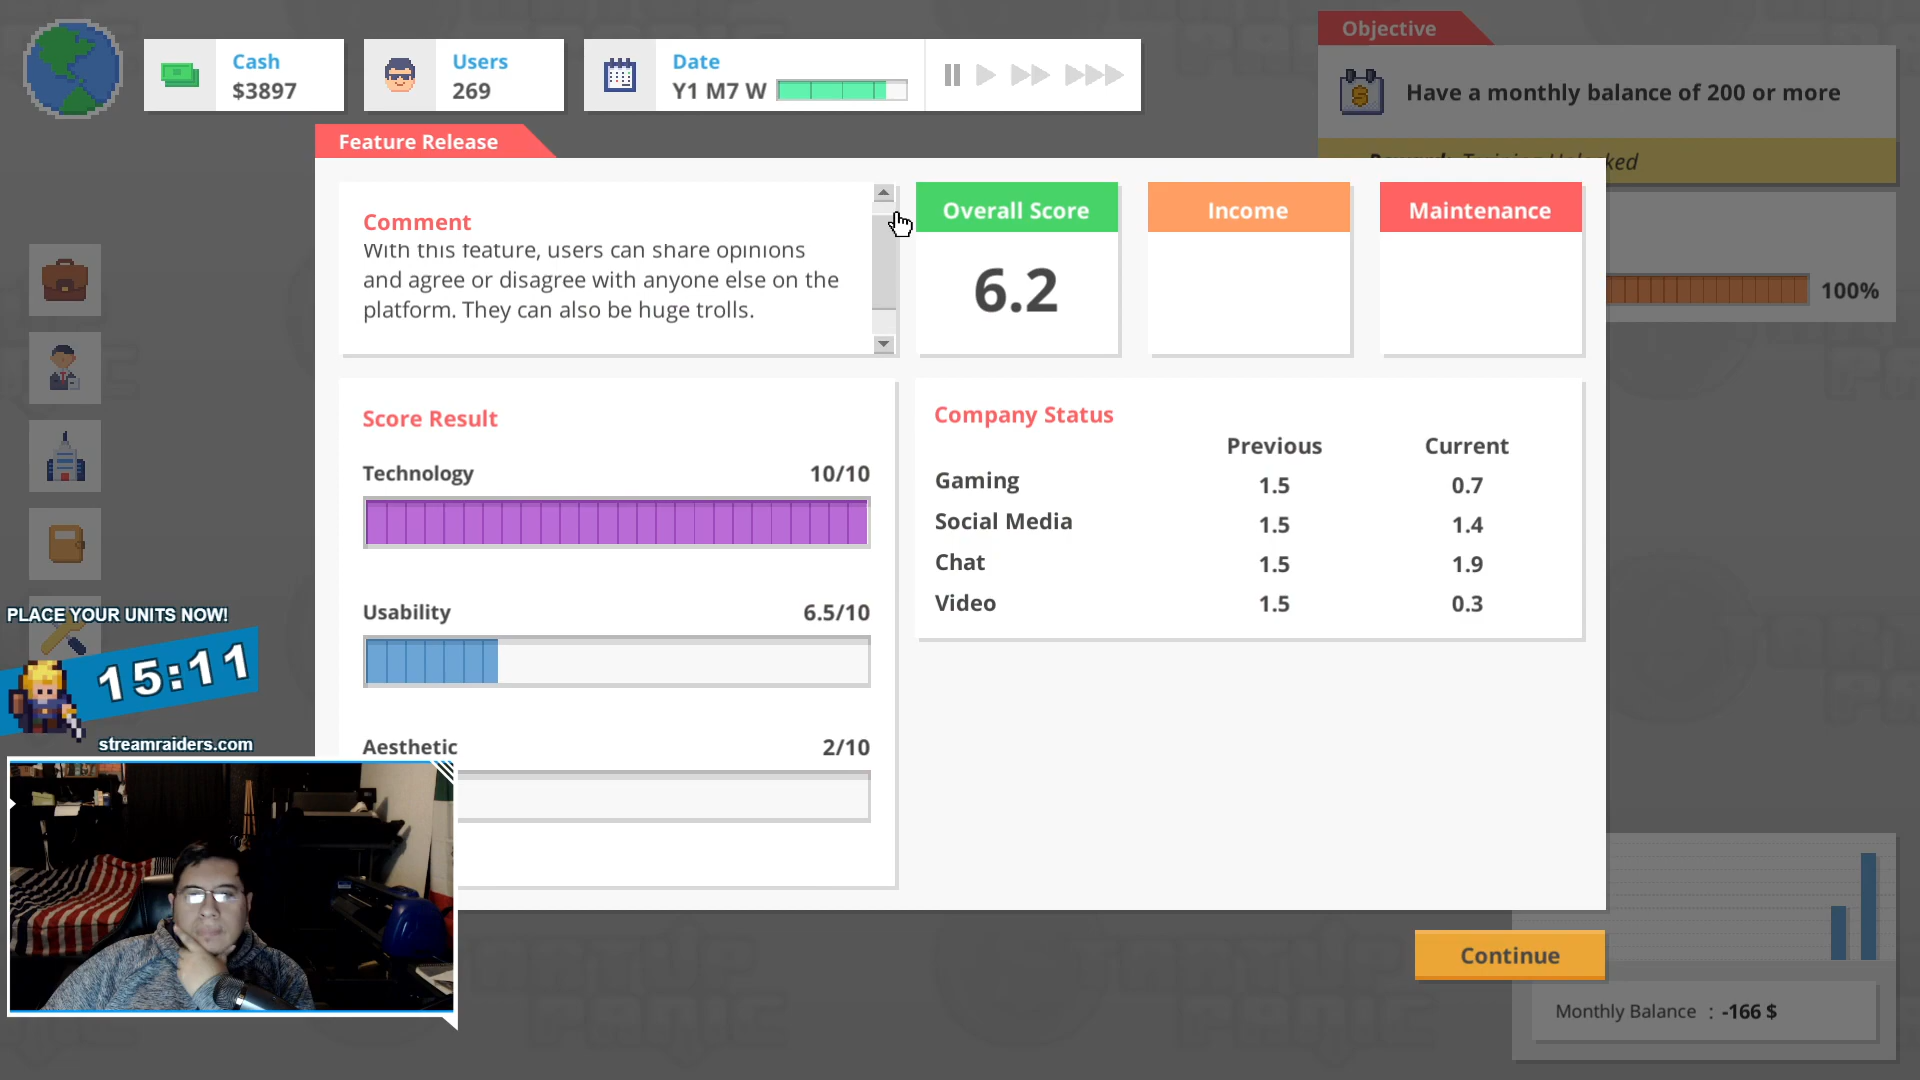 Cash
$3897
Users
269
Date
Y1 M7 W
Objective
Have a monthly balance of 200 or more
Feature Release
Comment
With this feature, users can share opinions
and agree or disagree with anyone else on the
platform. They can also be huge trolls.
Overall Score
6.2
Income
Maintenance
100%
Score Result
Technology 10/10
Usability 6.5/10
Aesthetic 2/10
Company Status
Previous Current
Gaming 1.5 0.7
Social Media 1.5 1.4
Chat 1.5 1.9
Video 1.5 0.3
PLACE YOUR UNITS NOW!
15:11
streamraiders.com
Continue
Monthly Balance : -166 $